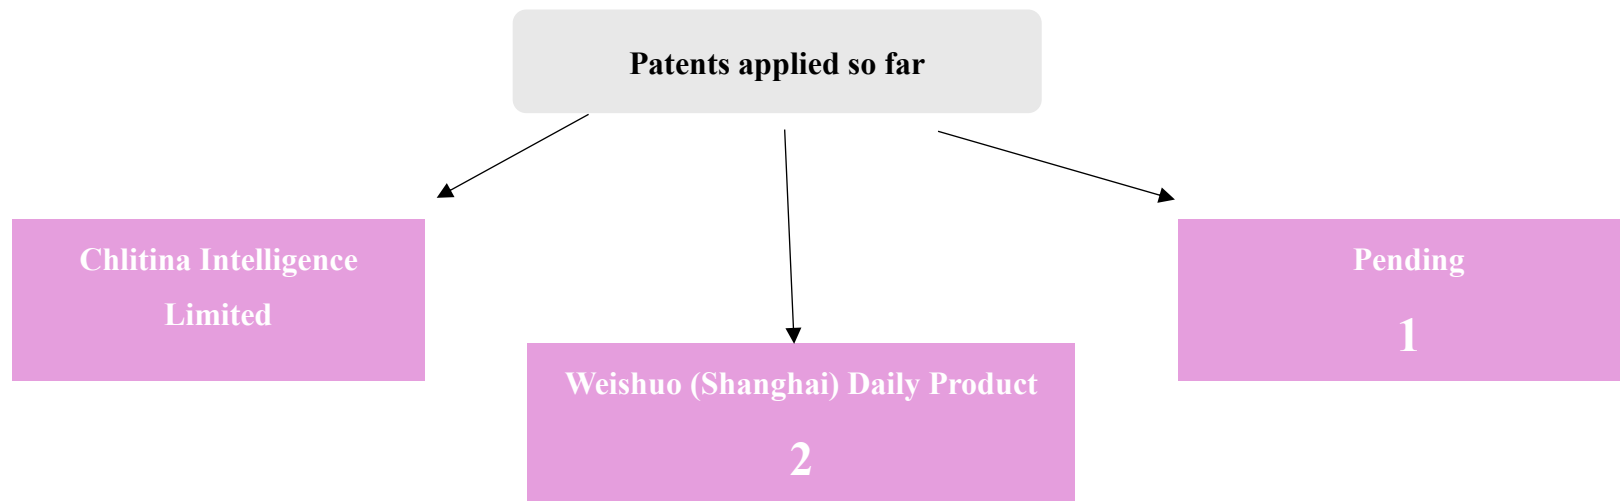 Patents applied so far
Chlitina Intelligence
Limited
Pending
1
Weishuo (Shanghai) Daily Product
2